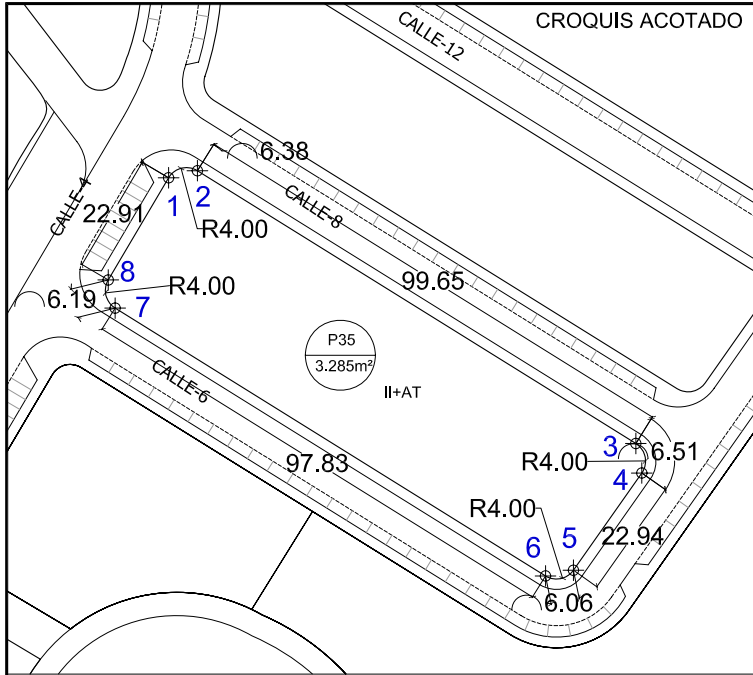 CROQUIS ACOTADO
CALLE-12
6.38
CALLE-4
22.91
1
2
CALLE-8
R4.00
8
R4.00
99.65
6.19
7
P35
3.285m²
II+AT
CALLE-6
97.83
3
6.51
R4.00
4
R4.00
22.94
6
5
6.06